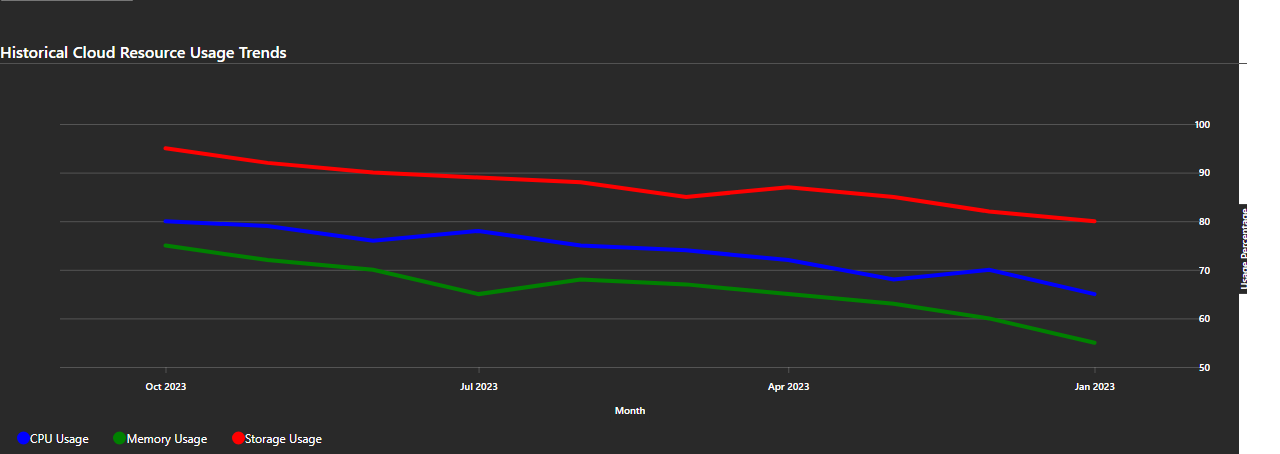 Historical Cloud Resource Usage Trends
100
90
80
70
60
50
Usage Percentage
Oct 2023 Jul 2023 Apr 2023 Jan 2023
Month
CPU Usage Memory Usage Storage Usage